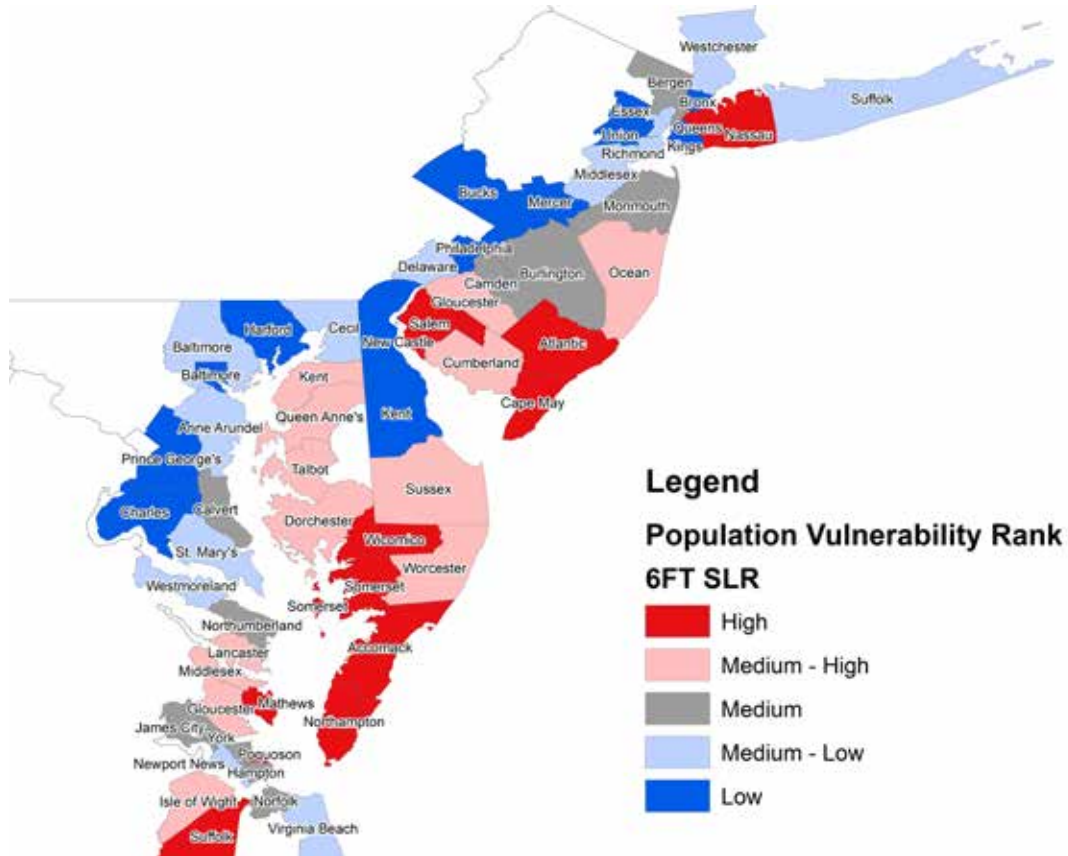 Westchester
Bergen
Suffolk
Essex
Bronx
Union
Queens
Nassau
Richmond
Kings
Middlesex
Bucks
Mercer
Monmouth
Philadelphia
Delaware
Burlington
Ocean
Camden
Gloucester
Harford
Cecil
Salem
New Castle
Atlantic
Baltimore
Cumberland
Baltimore
Kent
Cape May
Queen Anne's
Kent
Anne Arundel
Prince George's
Talbot
Sussex
Charles
Calvert
Dorchester
Wicomico
St. Mary's
Worcester
Westmoreland
Somerset
Somerset
Northumberland
Accomack
Lancaster
Middlesex
Gloucester
Mathews
Northampton
James City
York
Poquoson
Newport News
Hampton
Isle of Wight
Norfolk
Virginia Beach
Suffolk
Legend
Population Vulnerability Rank
6FT SLR
High
Medium - High
Medium
Medium - Low
Low